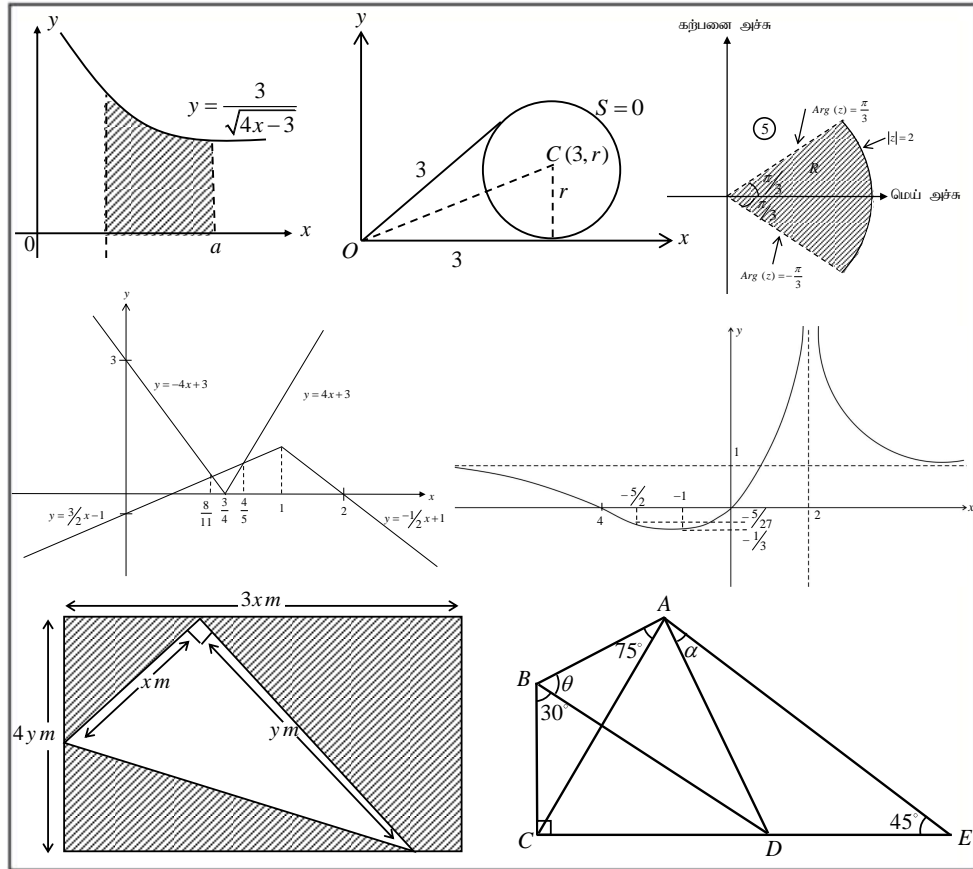 y
y = 3/√(4x−3)
0
a
x
y
S=0
3
C (3, r)
r
O
3
x
கற்பனை அச்சு
5
Arg (z) = π/3
|z| = 2
R
π/3
π/3
மெய் அச்சு
Arg (z) = −π/3
y
3
y = −4x+3
y = 4x+3
y = 3/2 x−1
8/11
3/4
4/5
1
2
x
y = −1/2 x+1
y
1
−5/2
−1
4
2
x
−5/27
−1/3
3x m
4 y m
x m
y m
A
75°
α
B
θ
30°
45°
C
D
E